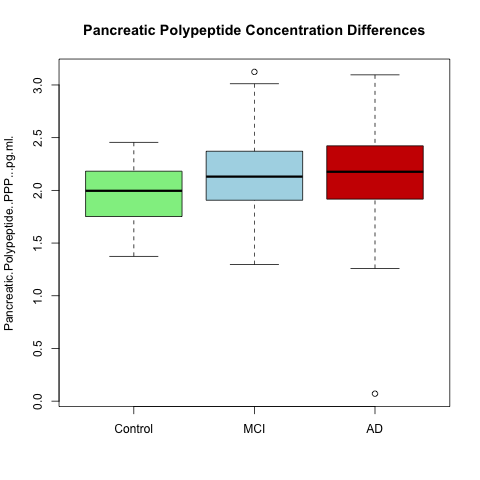 Pancreatic Polypeptide Concentration Differences
Pancreatic.Polypeptide..PPP...pg.ml.
3.0
2.5
2.0
1.5
1.0
0.5
0.0
Control MCI AD